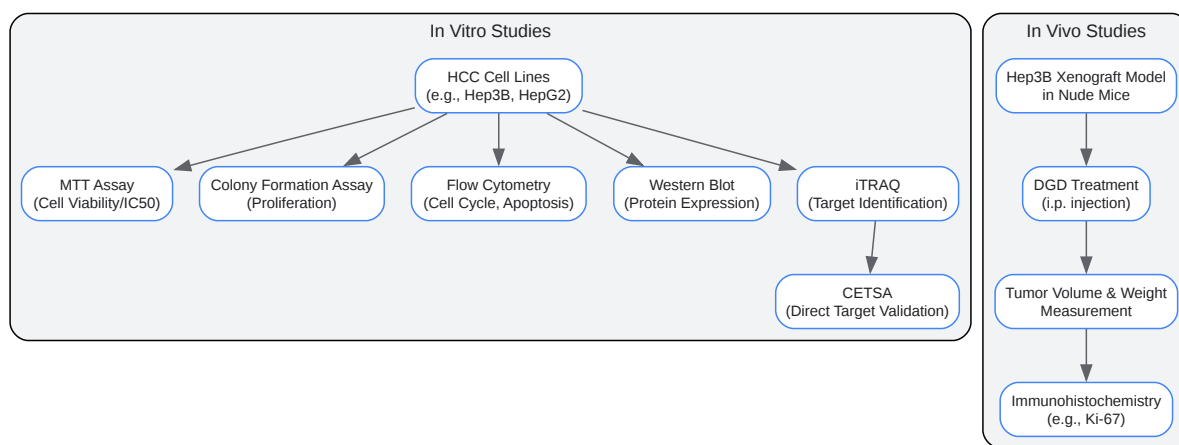 In Vitro Studies
HCC Cell Lines
(e.g., Hep3B, HepG2)
MTT Assay
(Cell Viability/IC50)
Colony Formation Assay
(Proliferation)
Flow Cytometry
(Cell Cycle, Apoptosis)
Western Blot
(Protein Expression)
iTRAQ
(Target Identification)
CETSA
(Direct Target Validation)
In Vivo Studies
Hep3B Xenograft Model
in Nude Mice
DGD Treatment
(i.p. injection)
Tumor Volume & Weight
Measurement
Immunohistochemistry
(e.g., Ki-67)